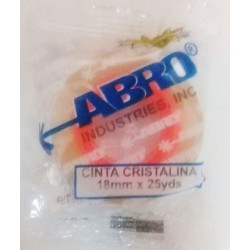 ABRO®
INDUSTRIES, INC
CINTA CRISTALINA
18mm x 25yds